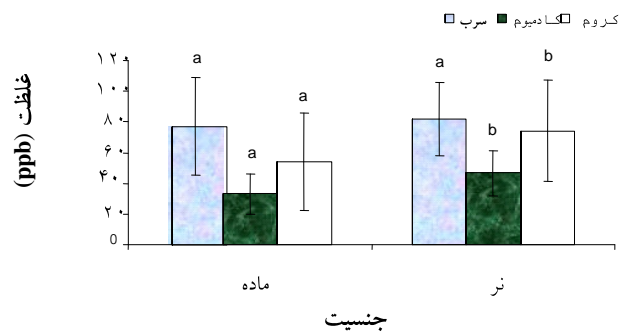 سرب کادمیوم کروم
a a a a b b
۱۲۰
۱۰۰
۸۰
۶۰
۴۰
۲۰
0
غلظت (ppb)
ماده نر
جنسیت